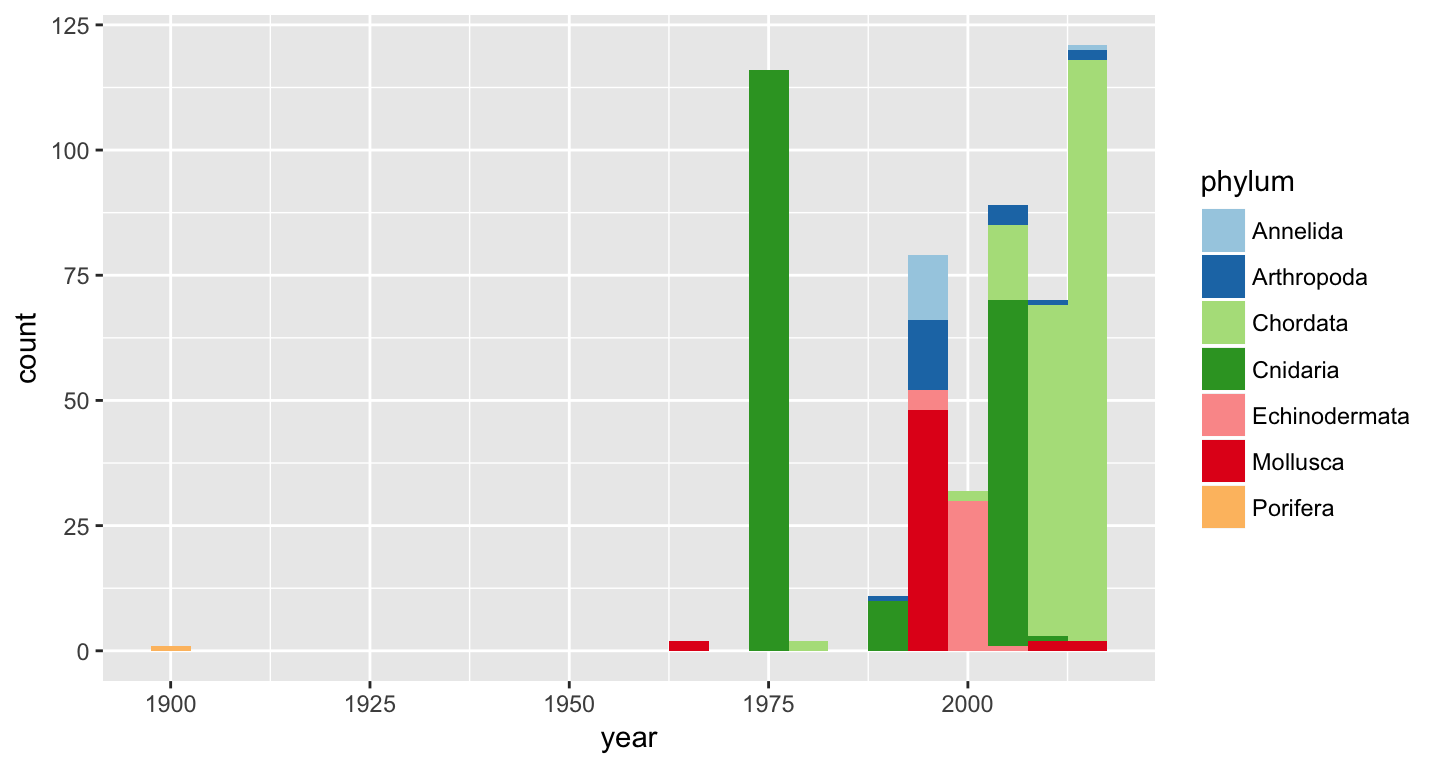 125
100
75
50
25
0
count
1900 1925 1950 1975 2000
year
phylum
Annelida
Arthropoda
Chordata
Cnidaria
Echinodermata
Mollusca
Porifera